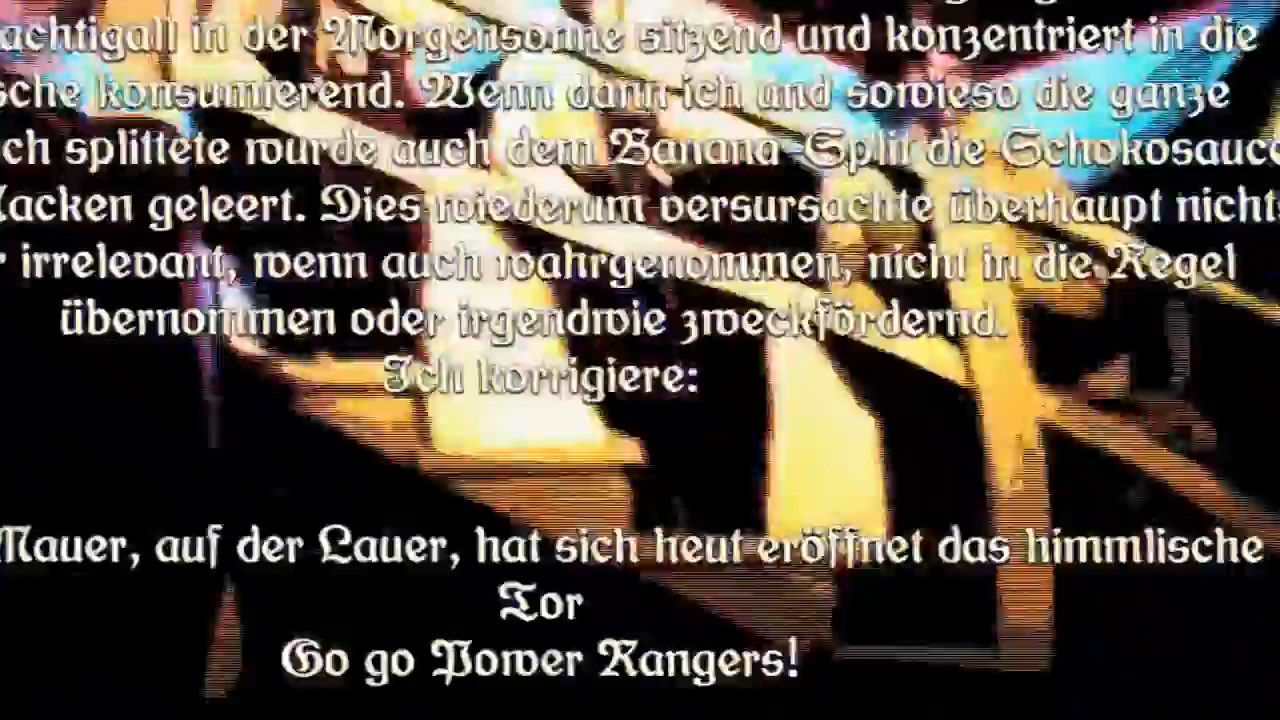 achtigall in der Morgensonne sitzend und konzentriert in die
sche konsumierend. Wenn dann ich und sowieso die ganze
ch splittete wurde auch dem Banana-Split die Schokosauce
Macken geleert. Dies wiederum versursachte überhaupt nichts
r irrelevant, wenn auch wahrgenommen, nicht in die Regel
übernommen oder irgendwie zweckfördernd.
Ich korrigiere:
Mauer, auf der Lauer, hat sich heut eröffnet das himmlische
Tor
Go go Power Rangers!